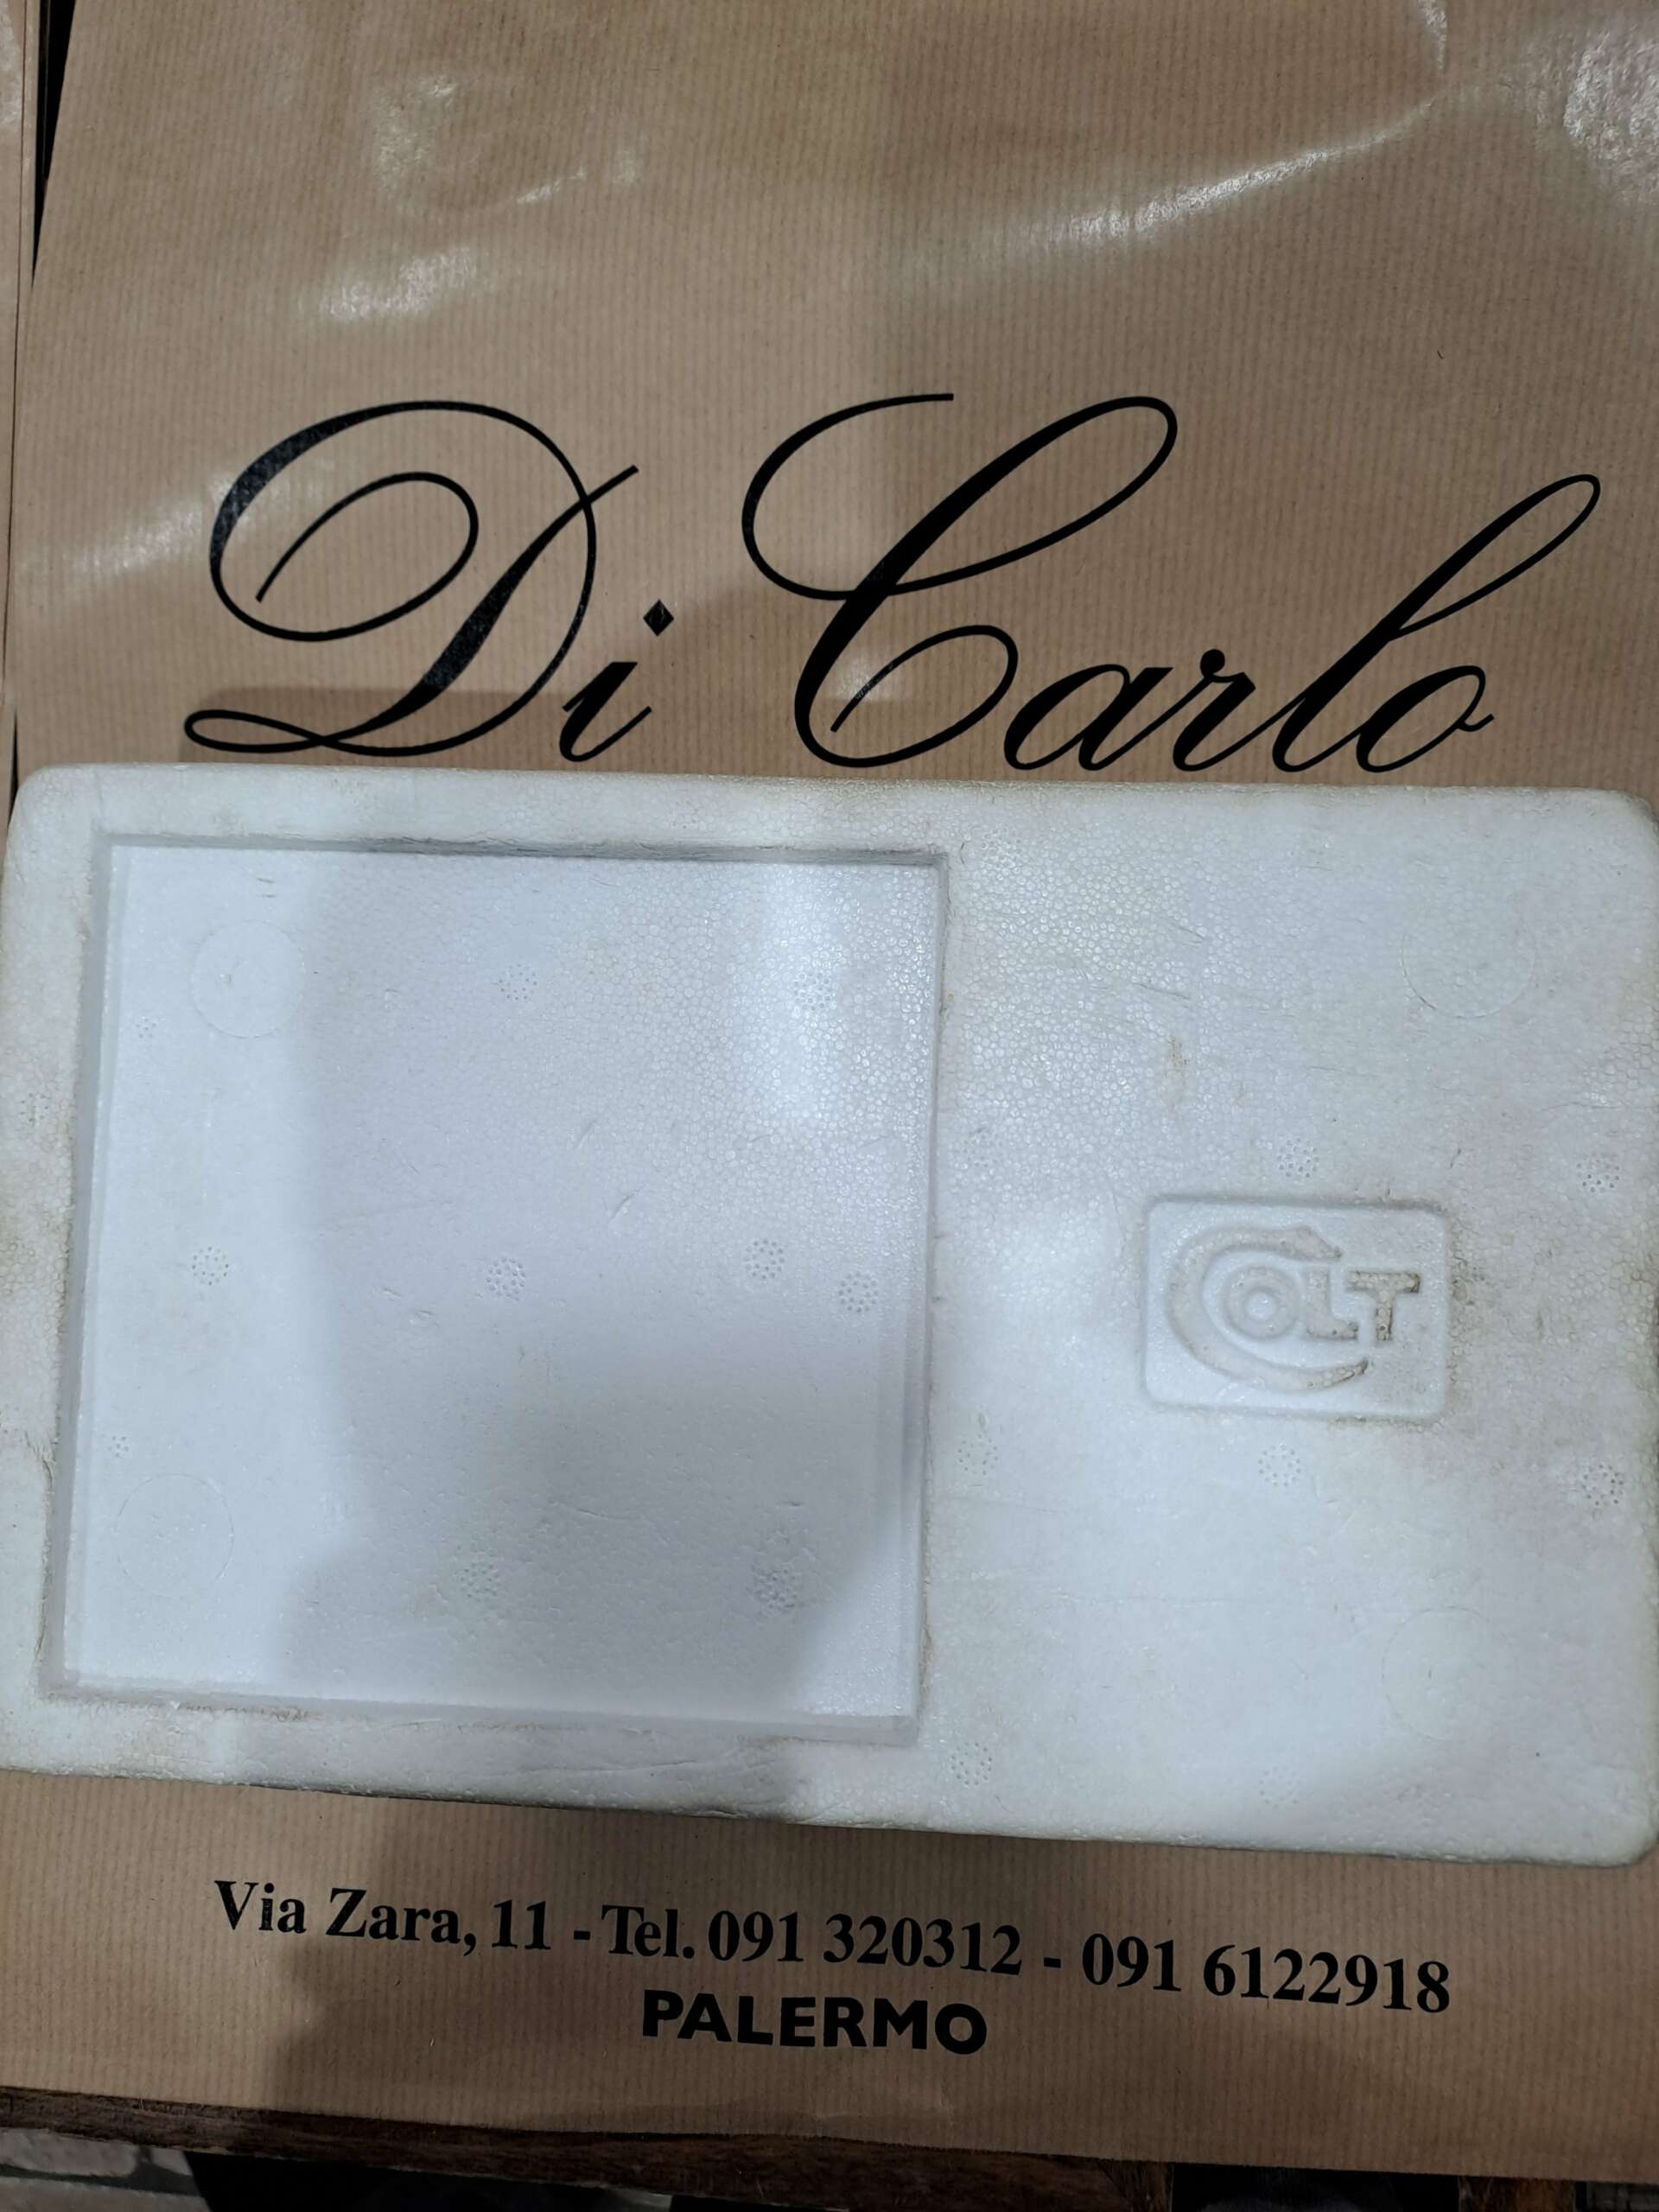 Di Carlo
COLT
Via Zara, 11 - Tel. 091 320312 - 091 6122918
PALERMO